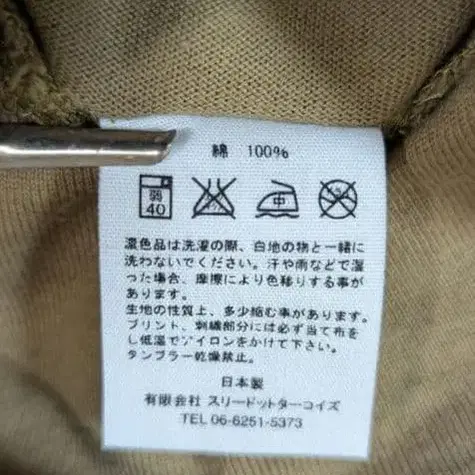 綿 100%
弱
40
中
濃色品は洗濯の際、白地の物と一緒に
洗わないでください。汗や雨などで湿
った場合、摩擦により色移りする事が
あります。
生地の性質上、多少縮む事があります。
プリント、刺繍部分には必ず当て布を
し低温でアイロンをかけて下さい。
タンブラー乾燥禁止。
日本製
有限会社 スリードットターコイズ
TEL 06-6251-5373